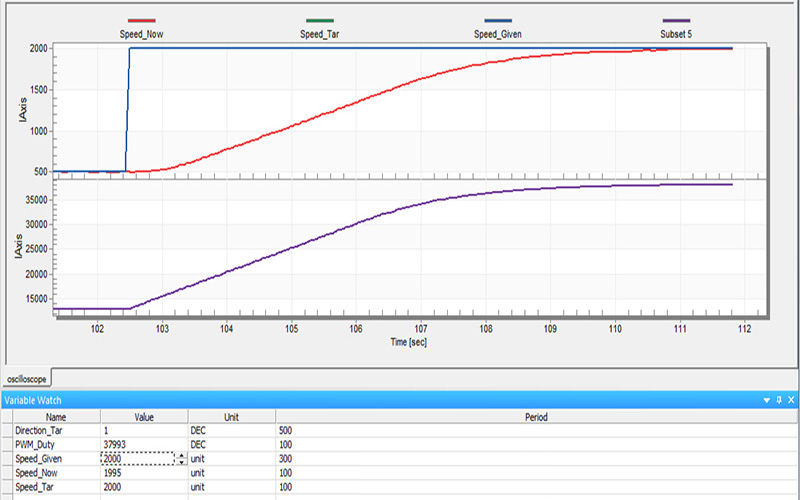 Speed_Now Speed_Tar Speed_Given Subset 5
2000
1500
1000
500
IAxis
35000
30000
25000
20000
15000
IAxis
102 103 104 105 106 107 108 109 110 111 112
Time [sec]
oscilloscope
Variable Watch
Name Value Unit Period
Direction_Tar 1 DEC 500
PWM_Duty 37993 DEC 100
Speed_Given 2000 unit 300
Speed_Now 1995 unit 100
Speed_Tar 2000 unit 100